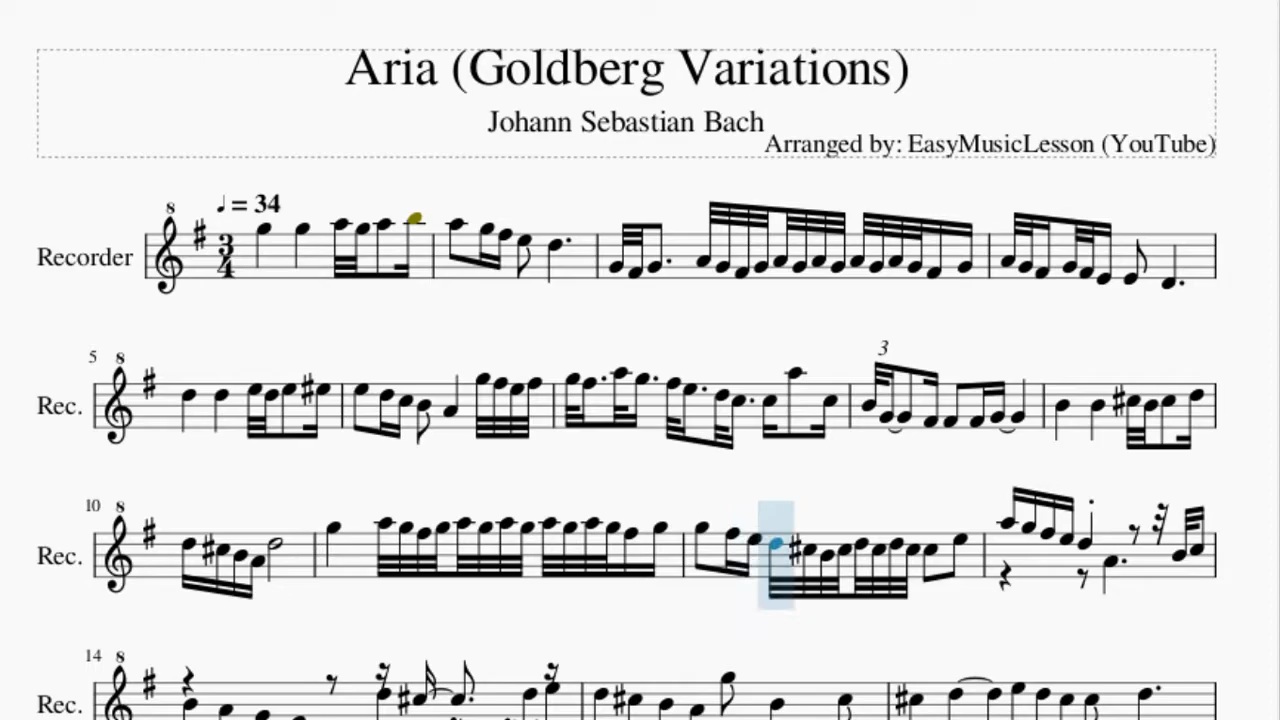 Aria (Goldberg Variations)
Johann Sebastian Bach
Arranged by: EasyMusicLesson (YouTube)
♩ = 34
8
Recorder
3
4
5
8
3
Rec.
10
8
Rec.
14
8
Rec.